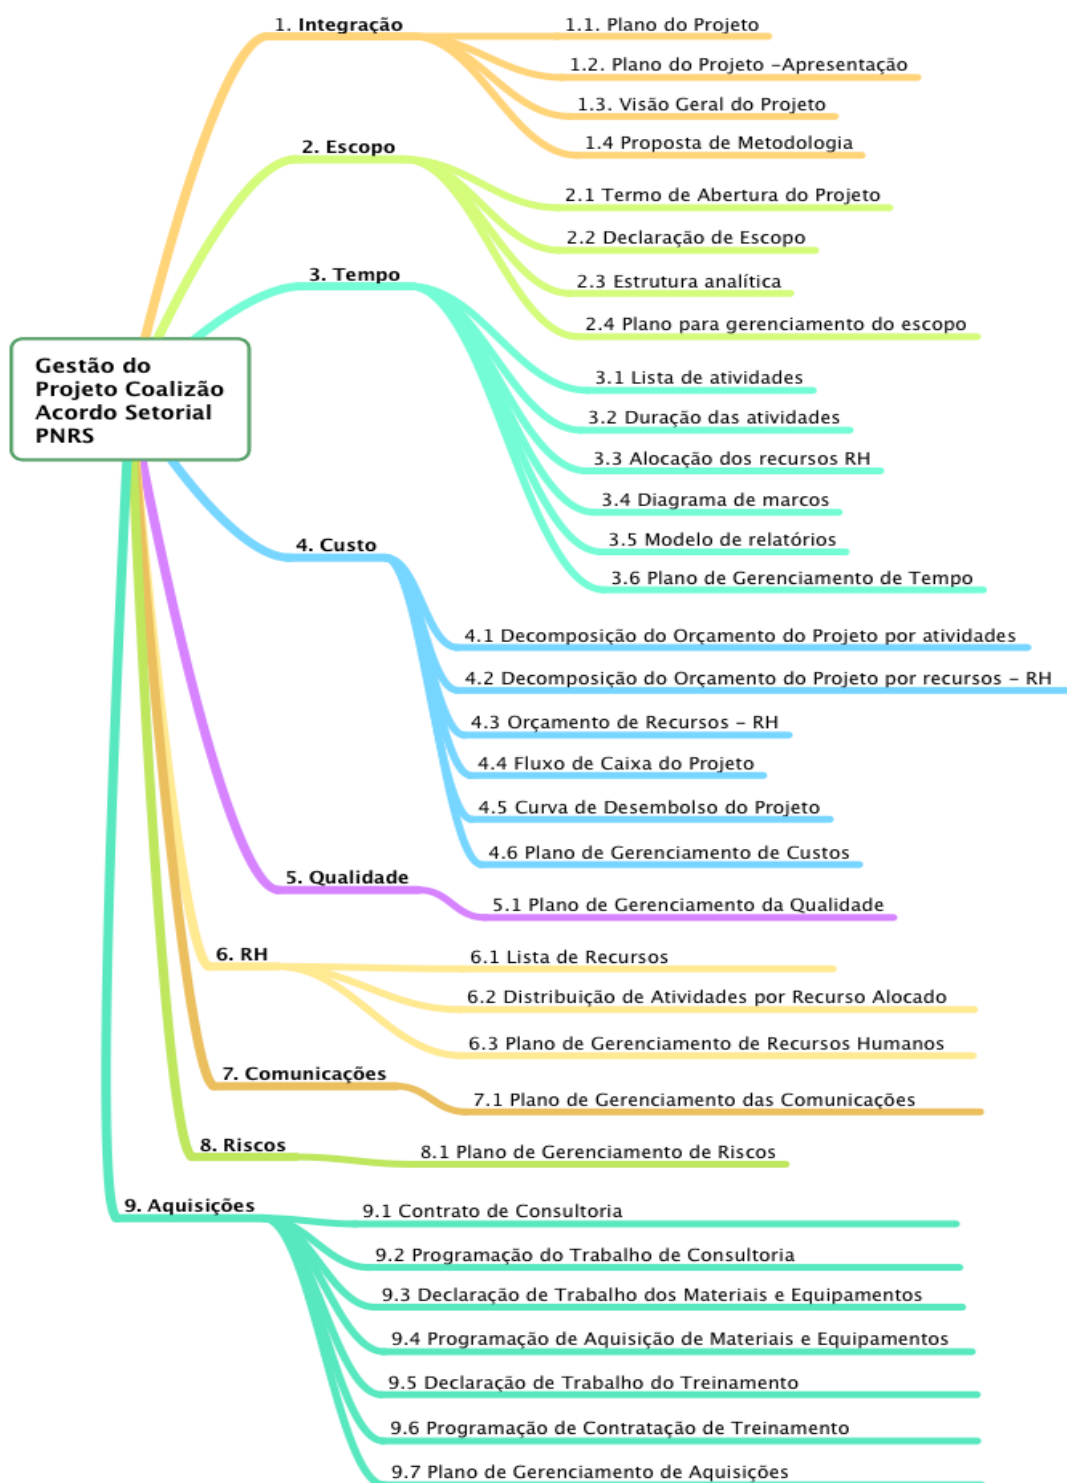 1. Integração
1.1. Plano do Projeto
1.2. Plano do Projeto -Apresentação
1.3. Visão Geral do Projeto
1.4 Proposta de Metodologia
2. Escopo
2.1 Termo de Abertura do Projeto
2.2 Declaração de Escopo
2.3 Estrutura analítica
2.4 Plano para gerenciamento do escopo
3. Tempo
3.1 Lista de atividades
3.2 Duração das atividades
3.3 Alocação dos recursos RH
3.4 Diagrama de marcos
3.5 Modelo de relatórios
3.6 Plano de Gerenciamento de Tempo
Gestão do
Projeto Coalizão
Acordo Setorial
PNRS
4. Custo
4.1 Decomposição do Orçamento do Projeto por atividades
4.2 Decomposição do Orçamento do Projeto por recursos - RH
4.3 Orçamento de Recursos - RH
4.4 Fluxo de Caixa do Projeto
4.5 Curva de Desembolso do Projeto
4.6 Plano de Gerenciamento de Custos
5. Qualidade
5.1 Plano de Gerenciamento da Qualidade
6. RH
6.1 Lista de Recursos
6.2 Distribuição de Atividades por Recurso Alocado
6.3 Plano de Gerenciamento de Recursos Humanos
7. Comunicações
7.1 Plano de Gerenciamento das Comunicações
8. Riscos
8.1 Plano de Gerenciamento de Riscos
9. Aquisições
9.1 Contrato de Consultoria
9.2 Programação do Trabalho de Consultoria
9.3 Declaração de Trabalho dos Materiais e Equipamentos
9.4 Programação de Aquisição de Materiais e Equipamentos
9.5 Declaração de Trabalho do Treinamento
9.6 Programação de Contratação de Treinamento
9.7 Plano de Gerenciamento de Aquisições